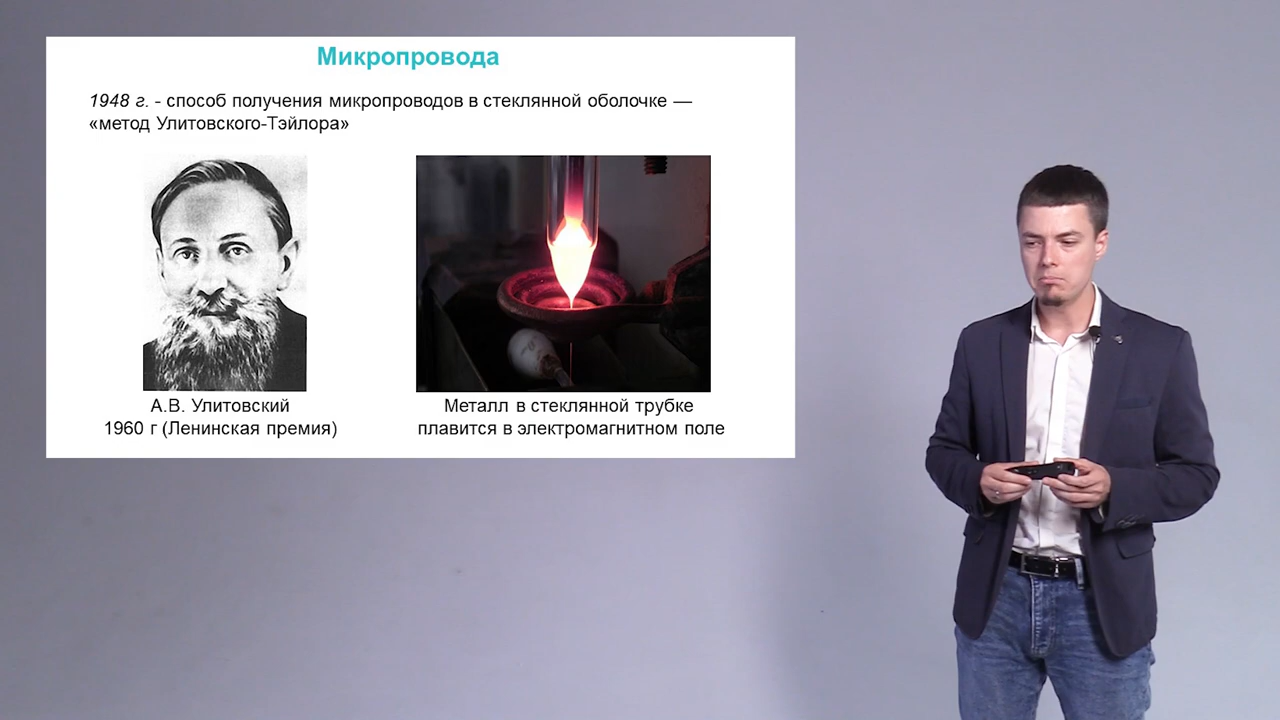 Микропровода
1948 г. - способ получения микропроводов в стеклянной оболочке —
«метод Улитовского-Тэйлора»
А.В. Улитовский
1960 г (Ленинская премия)
Металл в стеклянной трубке
плавится в электромагнитном поле